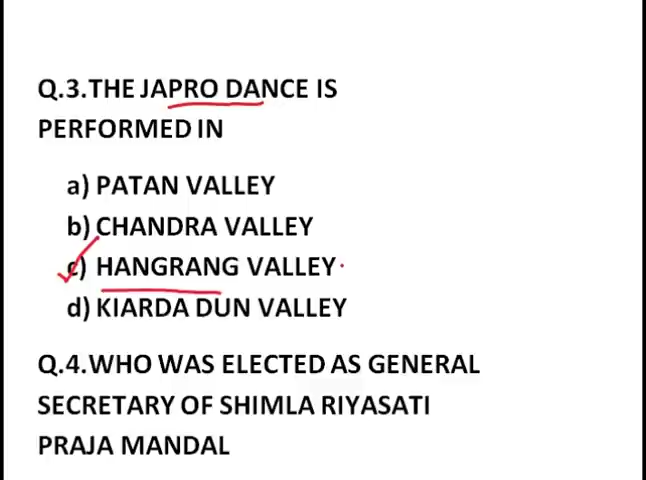 Q.3.THE JAPRO DANCE IS
PERFORMED IN
a) PATAN VALLEY
b) CHANDRA VALLEY
c) HANGRANG VALLEY
d) KIARDA DUN VALLEY
Q.4.WHO WAS ELECTED AS GENERAL
SECRETARY OF SHIMLA RIYASATI
PRAJA MANDAL